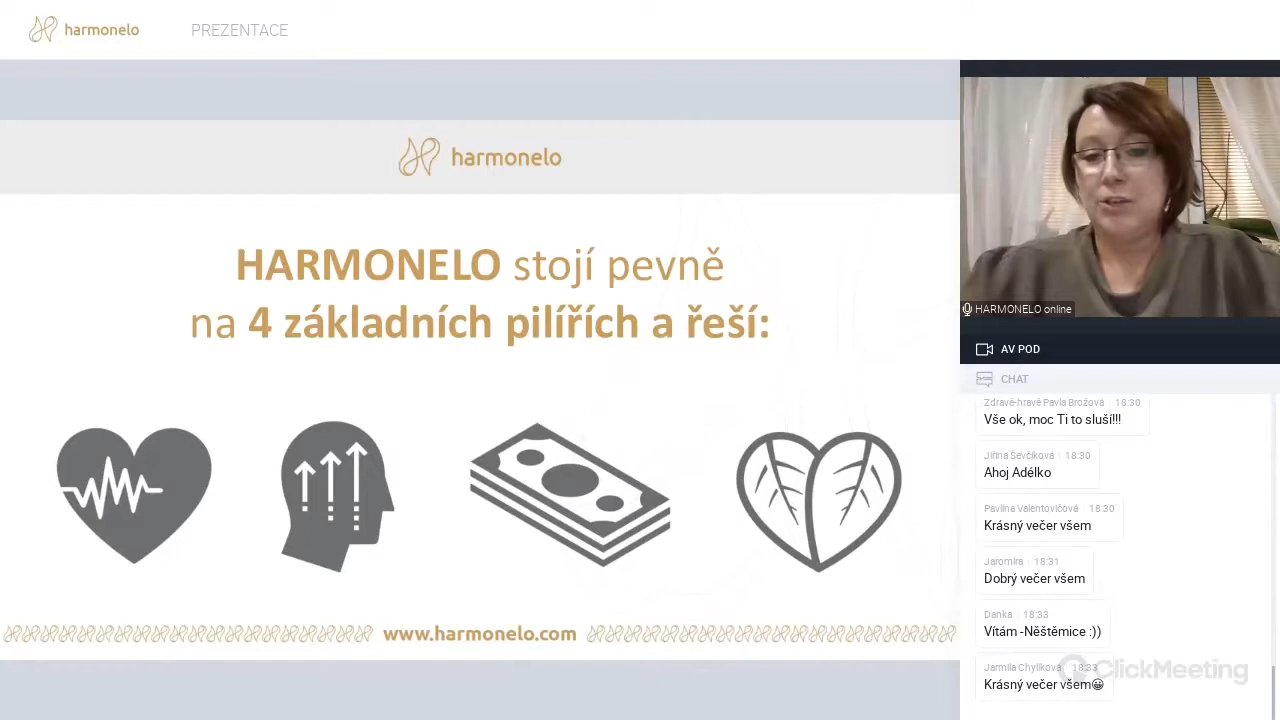 harmonelo
PREZENTACE
harmonelo
HARMONELO stojí pevně
na 4 základních pilířích a řeší:
www.harmonelo.com
HARMONELO online
AV POD
CHAT
Zdravě-hravě Pavla Brožová 18:30
Vše ok, moc Ti to sluší!!!
Jiřina Ševčíková 18:30
Ahoj Adélko
Pavlína Valentovičová 18:30
Krásný večer všem
Jaromíra 18:31
Dobrý večer všem
Danka 18:33
Vítám -Něštěmice :))
Jarmila Chylíková 18:33
Krásný večer všem😀
ClickMeeting